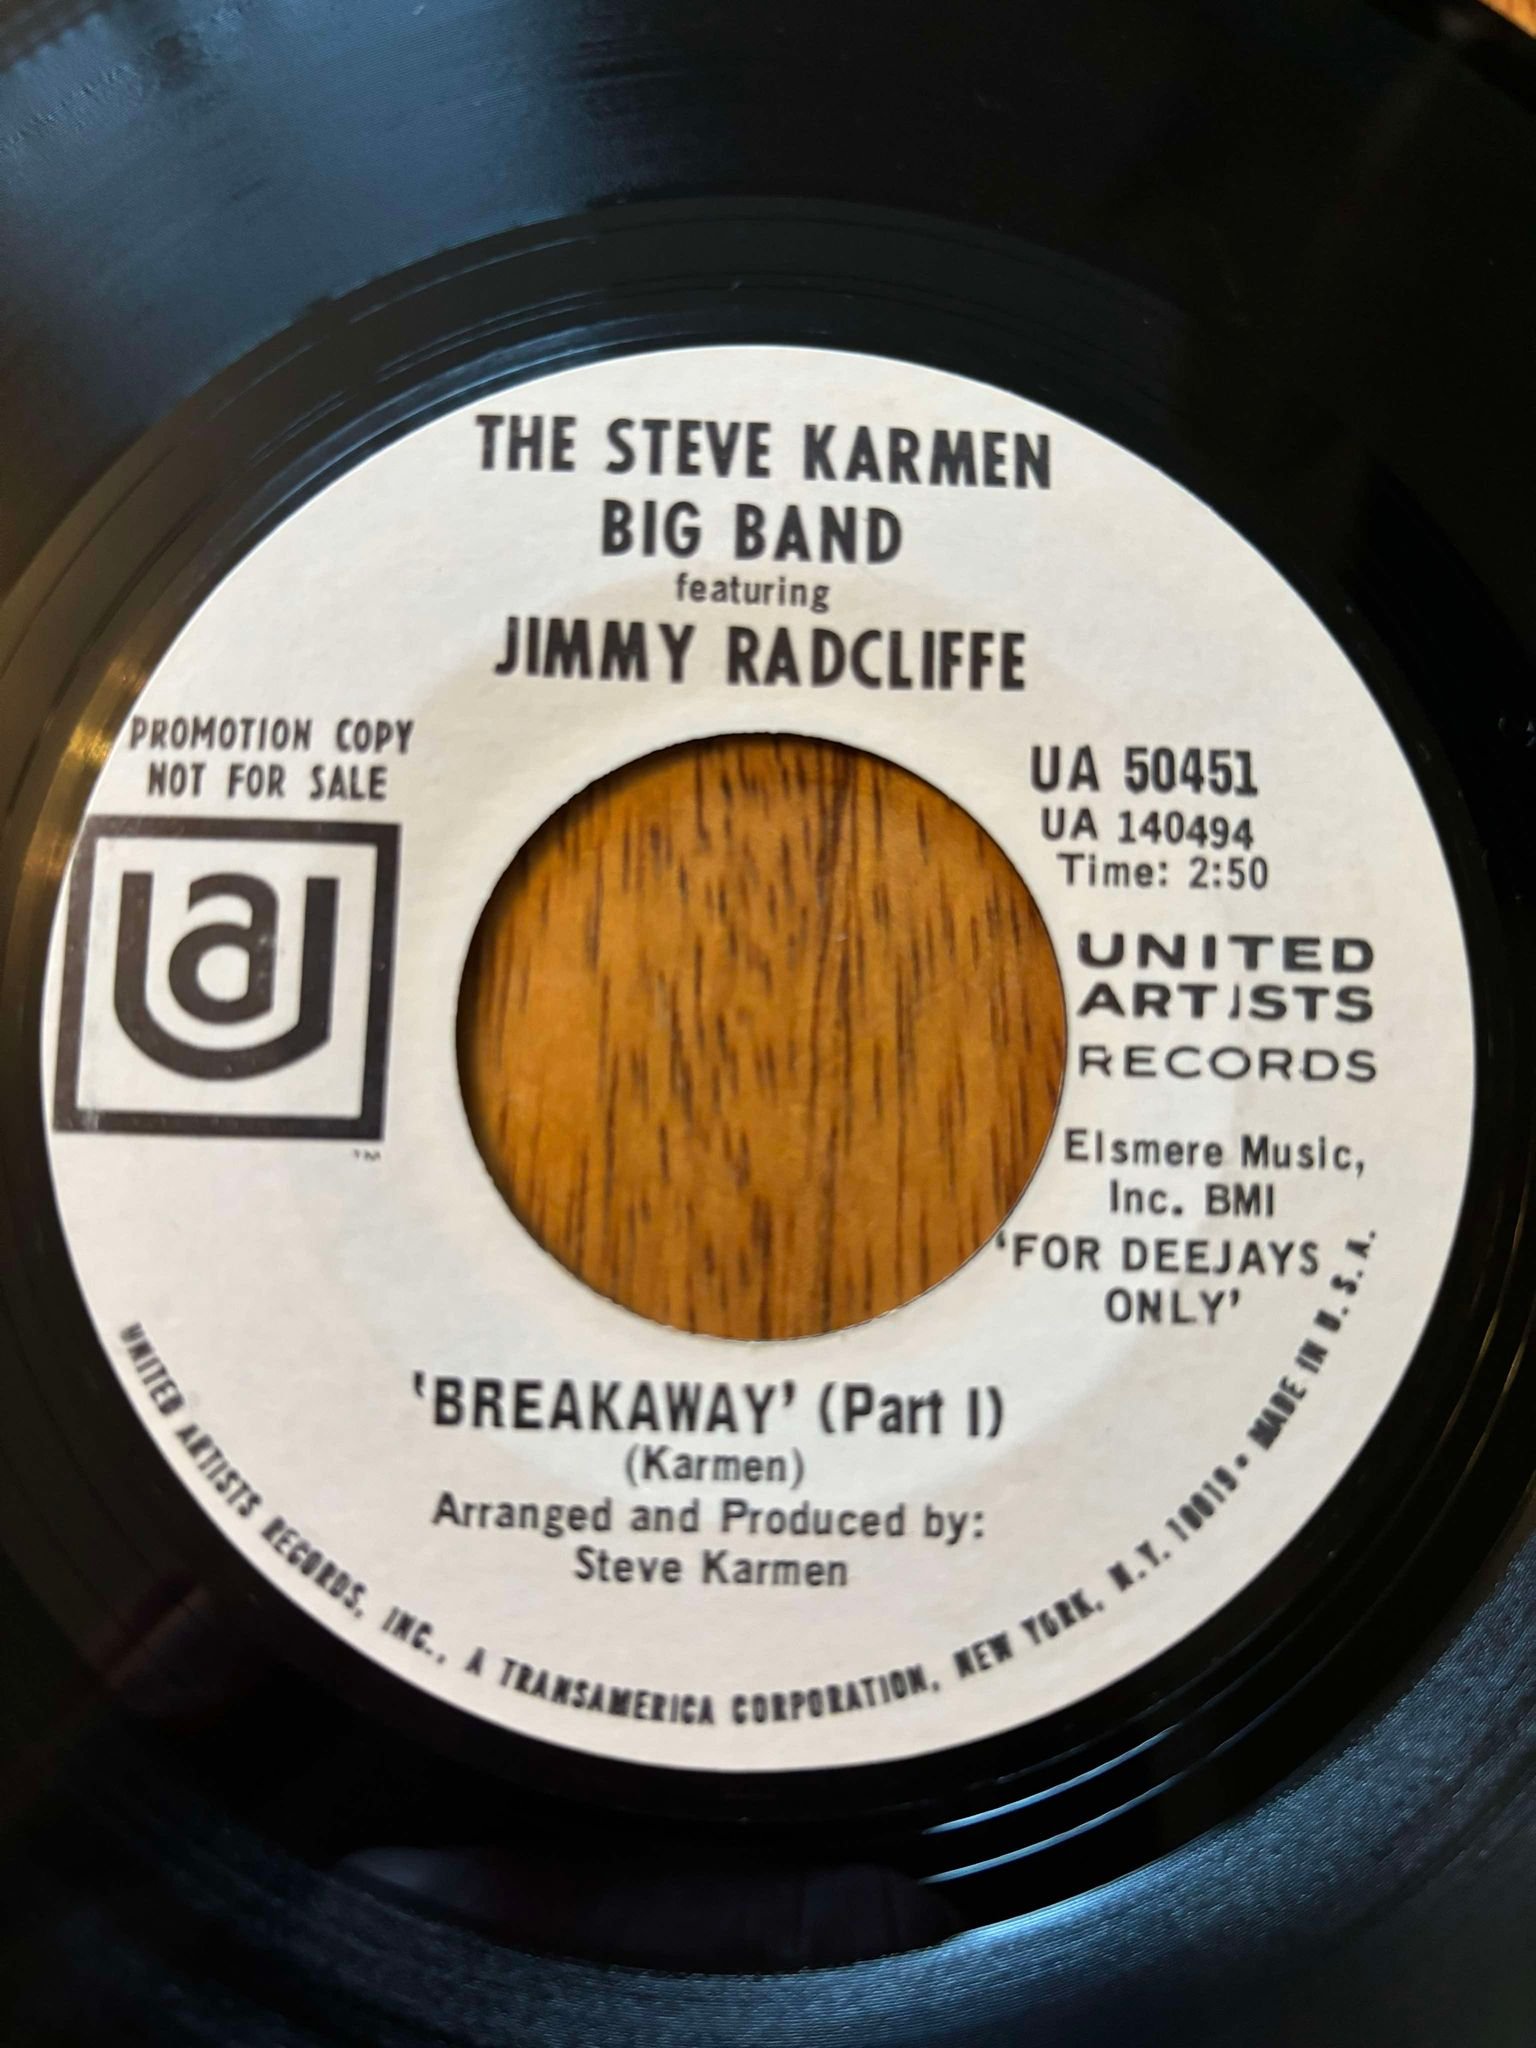 THE STEVE KARMEN
BIG BAND
featuring
JIMMY RADCLIFFE
PROMOTION COPY
NOT FOR SALE
ua
TM
UA 50451
UA 140494
Time: 2:50
UNITED
ARTISTS
RECORDS
Elsmere Music,
Inc. BMI
'FOR DEEJAYS
ONLY'
'BREAKAWAY' (Part I)
(Karmen)
Arranged and Produced by:
Steve Karmen
UNITED ARTISTS RECORDS, INC., A TRANSAMERICA CORPORATION, NEW YORK, N.Y. 10019 • MADE IN U.S.A.